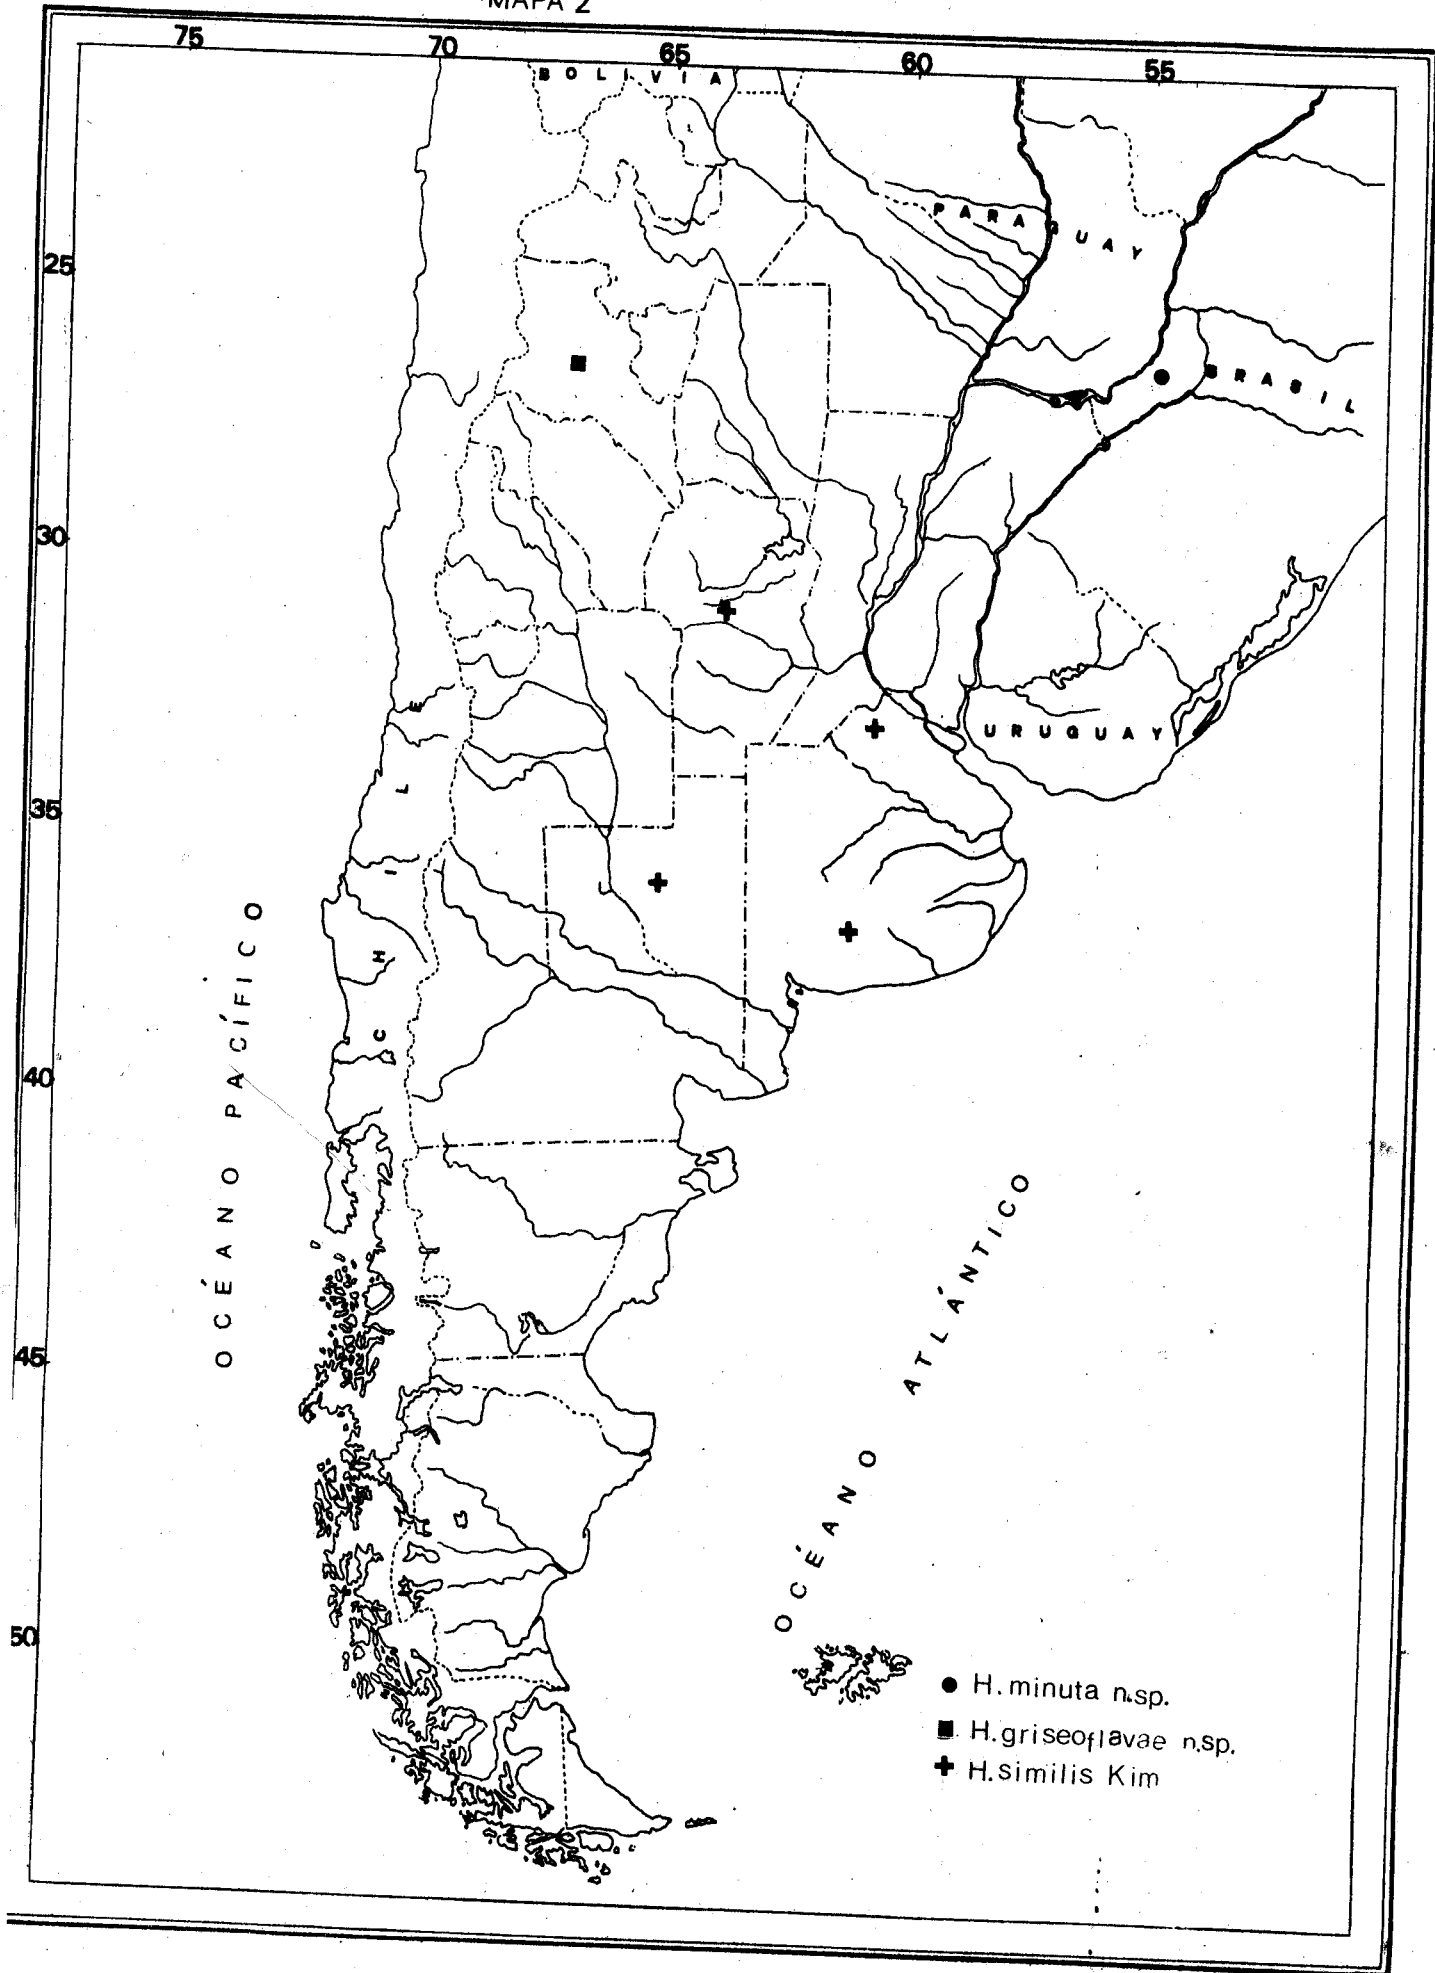 MAPA 2
75 70 65 60 55
BOLIVIA
PARAGUAY
25
BRASIL
30
URUGUAY
35
CHILE
OCÉANO PACÍFICO
40
OCÉANO ATLÁNTICO
45
50
H. minuta n.sp.
H. griseoflavae n.sp.
H. similis Kim